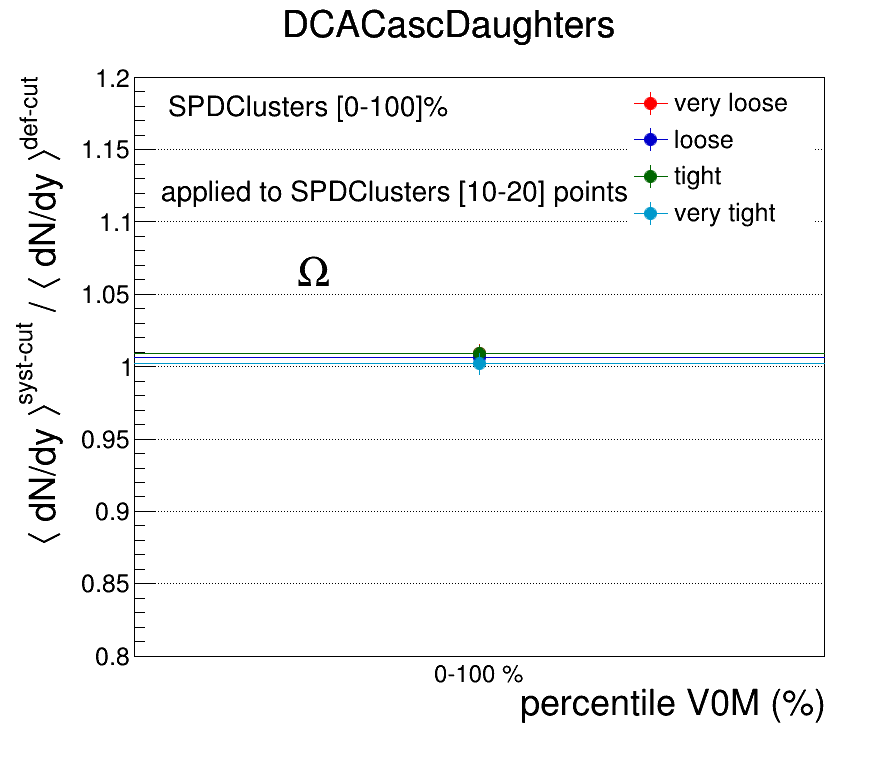 DCACascDaughters
⟨ dN/dy ⟩^syst-cut / ⟨ dN/dy ⟩^def-cut
1.2
1.15
1.1
1.05
1
0.95
0.9
0.85
0.8
SPDClusters [0-100]%
applied to SPDClusters [10-20] points
Ω
very loose
loose
tight
very tight
0-100 %
percentile V0M (%)